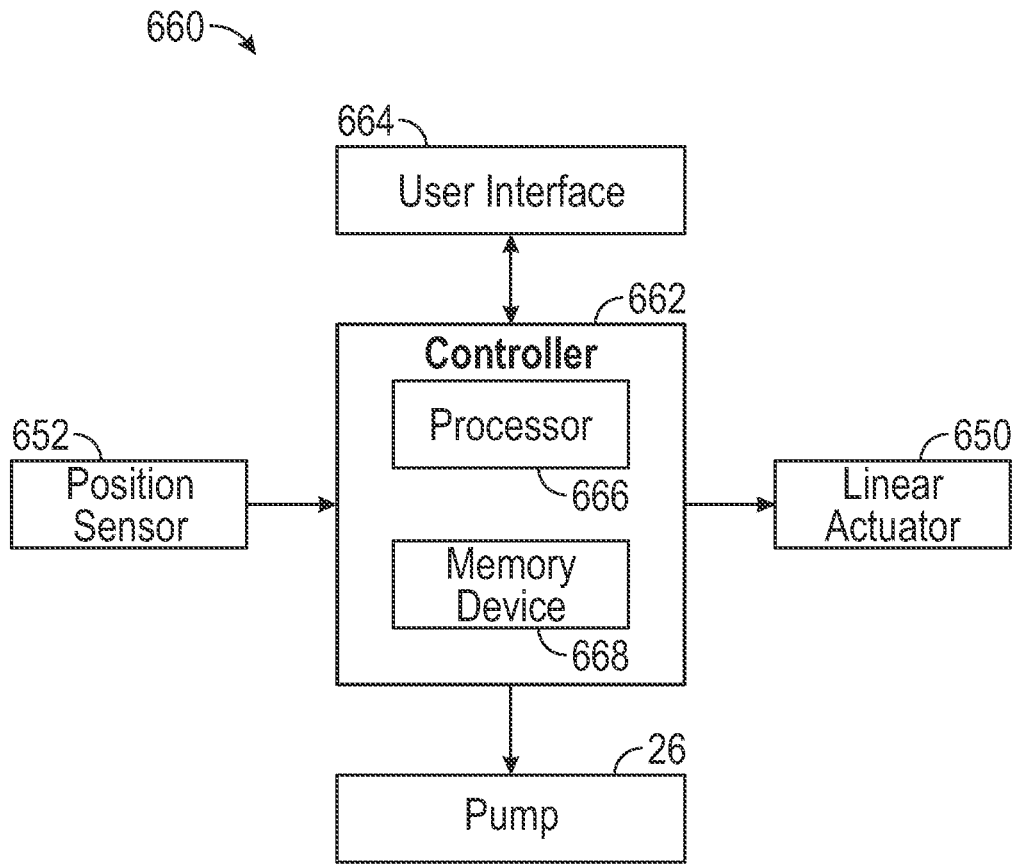 660
664
User Interface
662
Controller
Processor
666
652
Position
Sensor
650
Linear
Actuator
Memory
Device
668
26
Pump